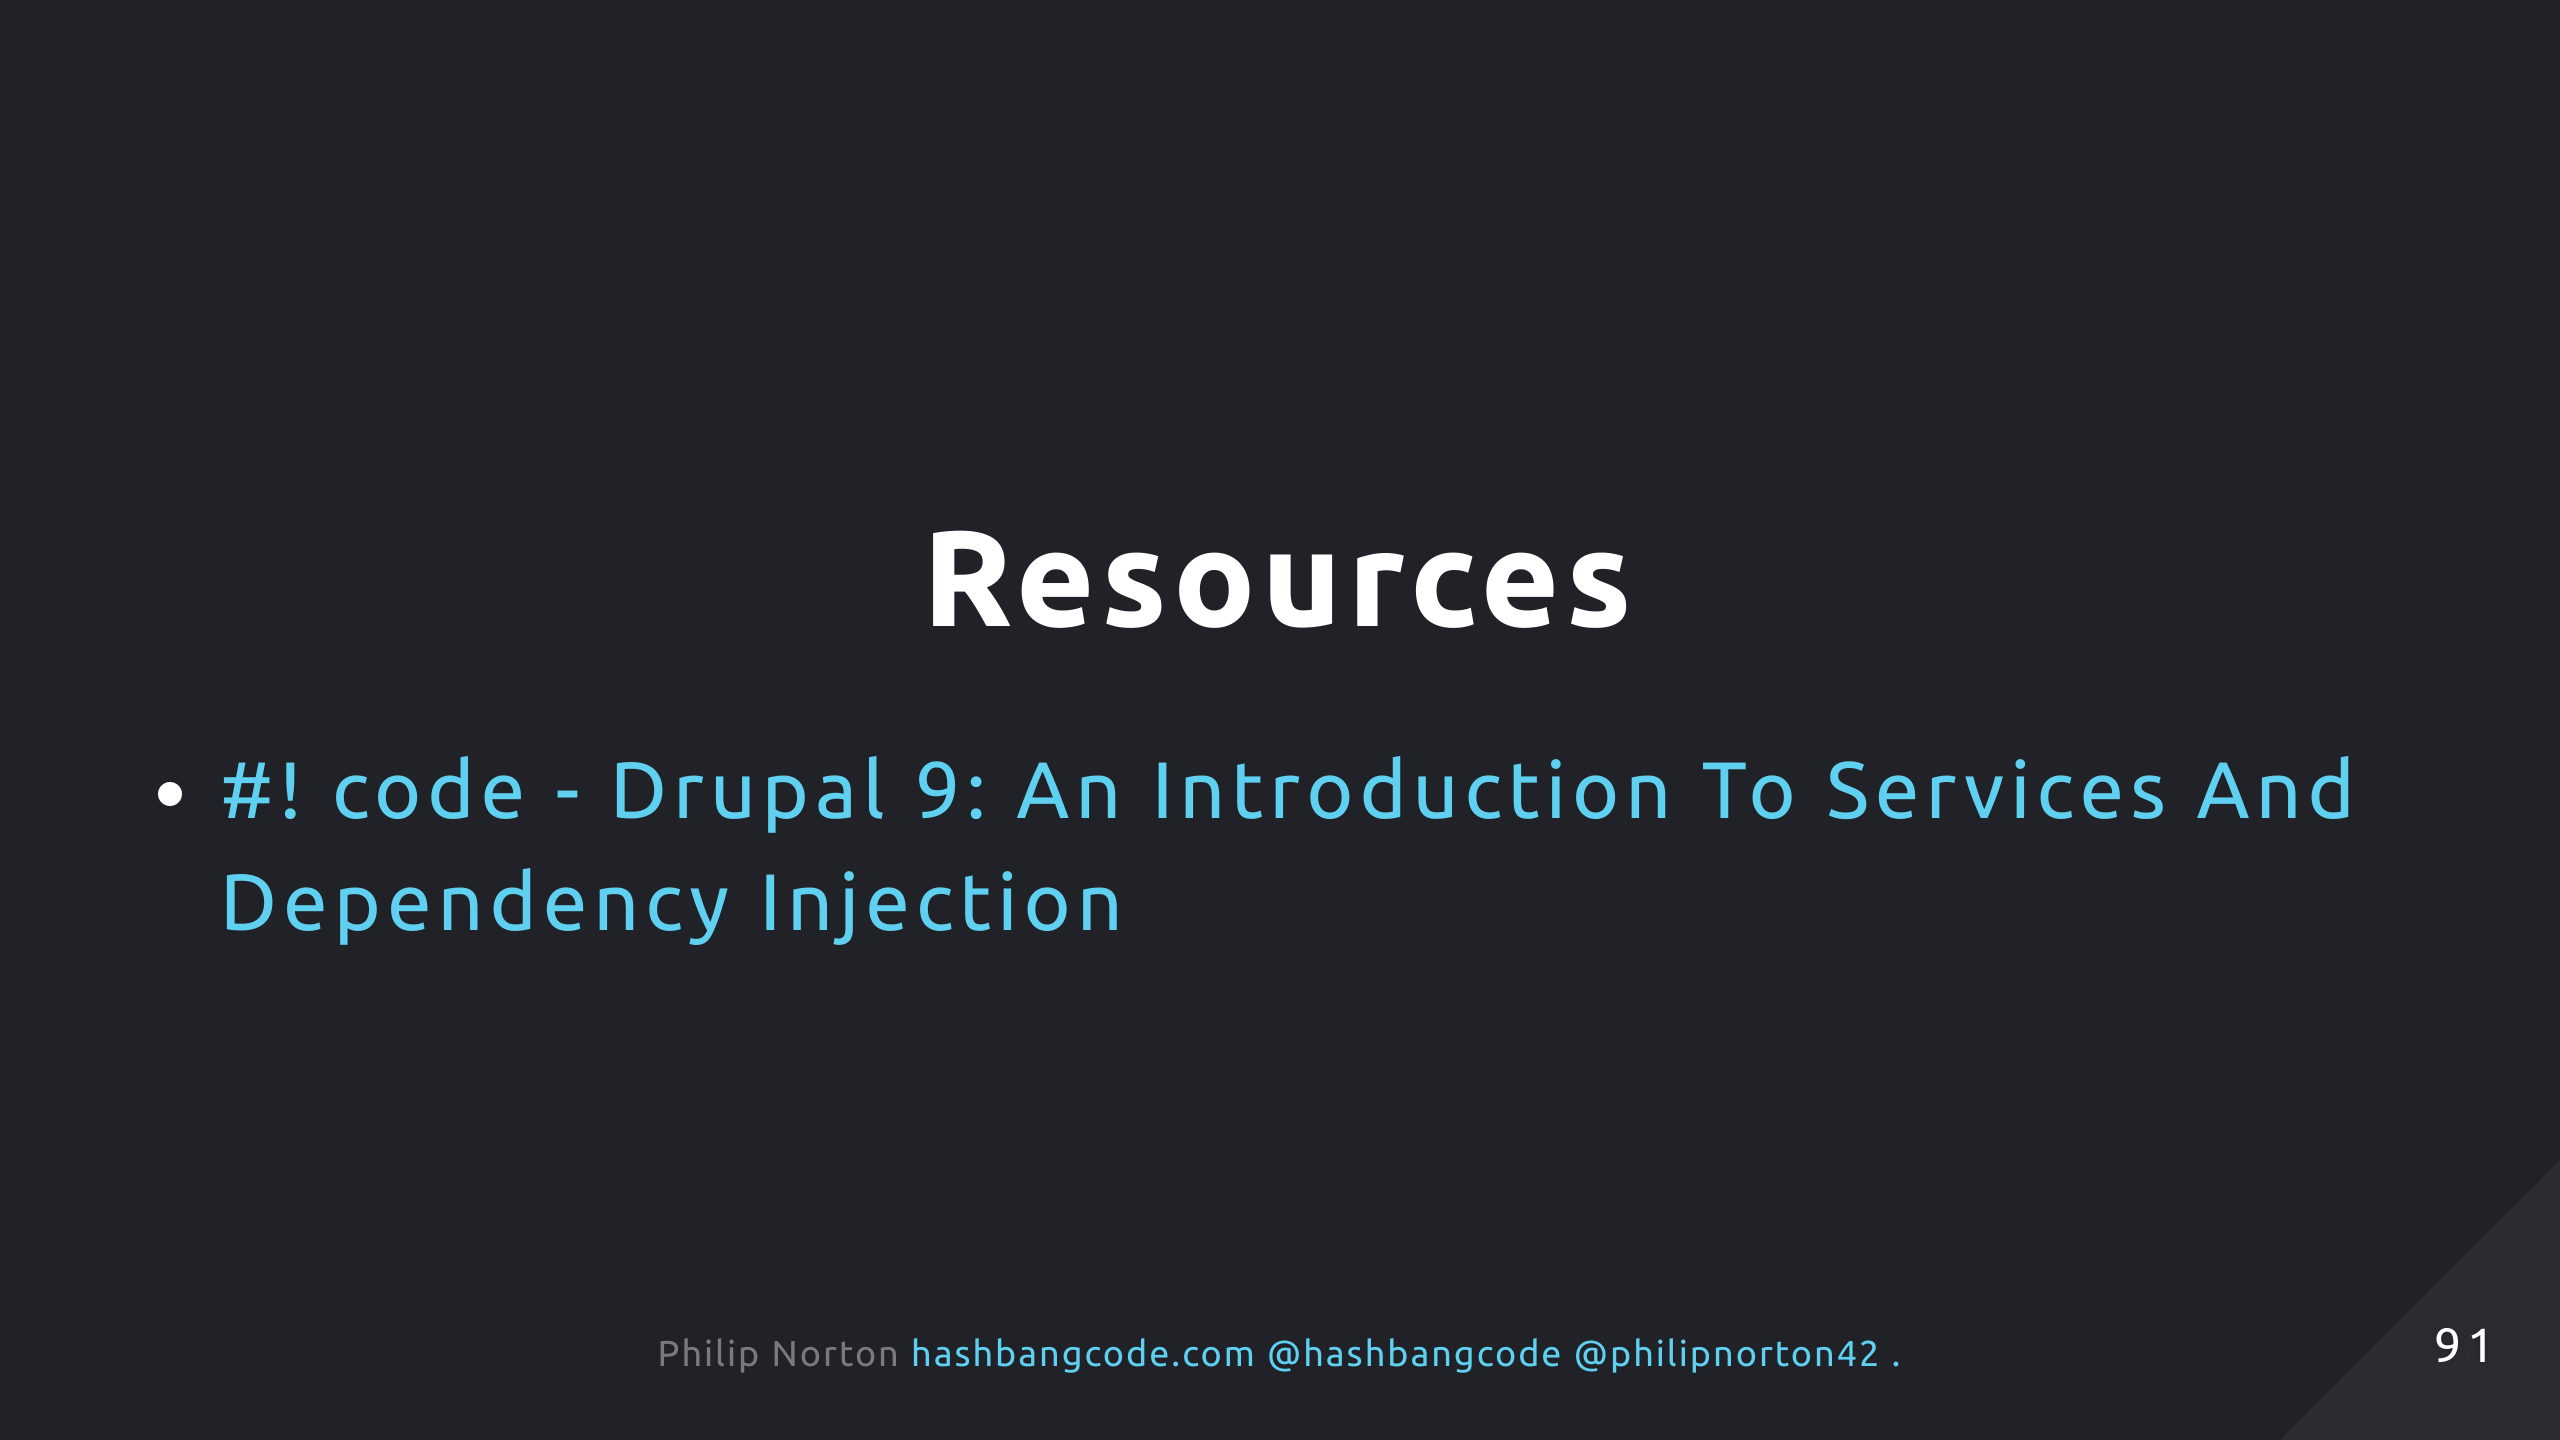 Resources
• #! code - Drupal 9: An Introduction To Services And
Dependency Injection
Philip Norton hashbangcode.com @hashbangcode @philipnorton42 .
91